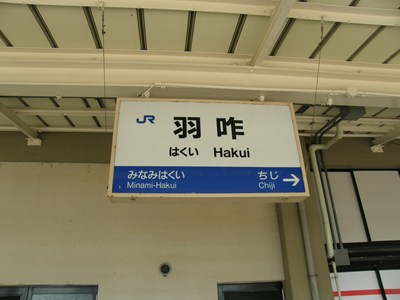 JR 羽咋
はくい Hakui
みなみはくい ちじ →
Minami-Hakui Chiji